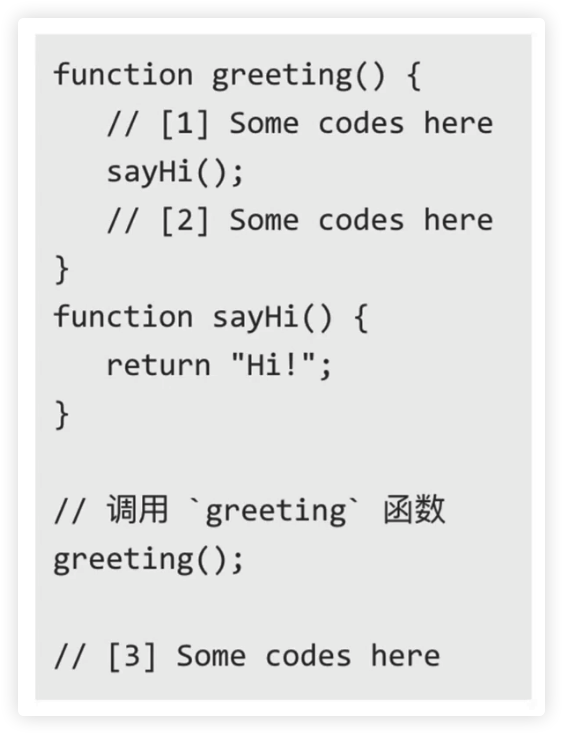 function greeting() {
   // [1] Some codes here
   sayHi();
   // [2] Some codes here
}
function sayHi() {
   return "Hi!";
}

// 调用 `greeting` 函数
greeting();

// [3] Some codes here